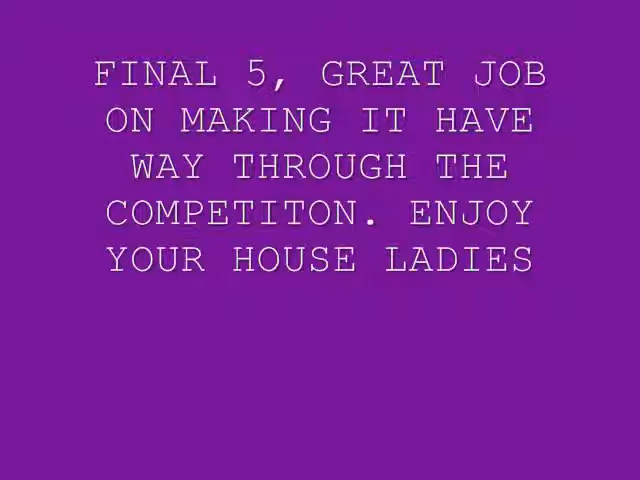 FINAL 5, GREAT JOB
ON MAKING IT HAVE
WAY THROUGH THE
COMPETITON. ENJOY
YOUR HOUSE LADIES